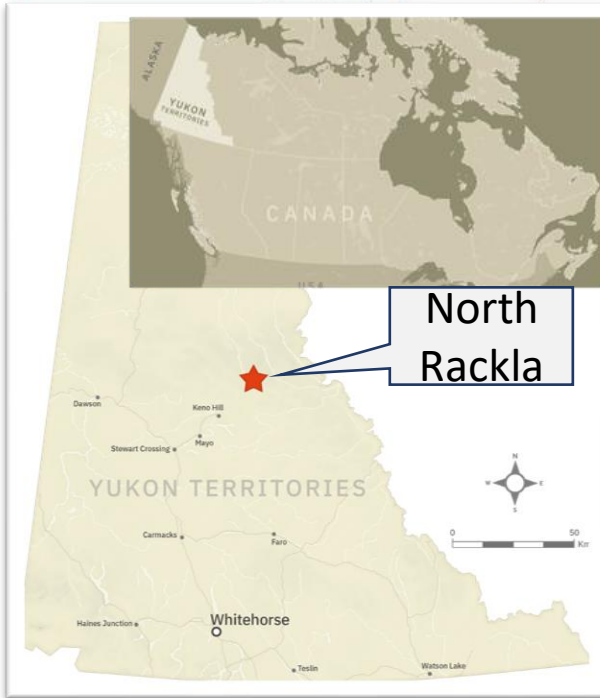 ALASKA
YUKON
TERRITORIES
CANADA
USA
North
Rackla
Dawson
Keno Hill
Mayo
Stewart Crossing
YUKON TERRITORIES
N
W
E
S
0
50
Km
Carmacks
Faro
Haines Junction
Whitehorse
Teslin
Watson Lake